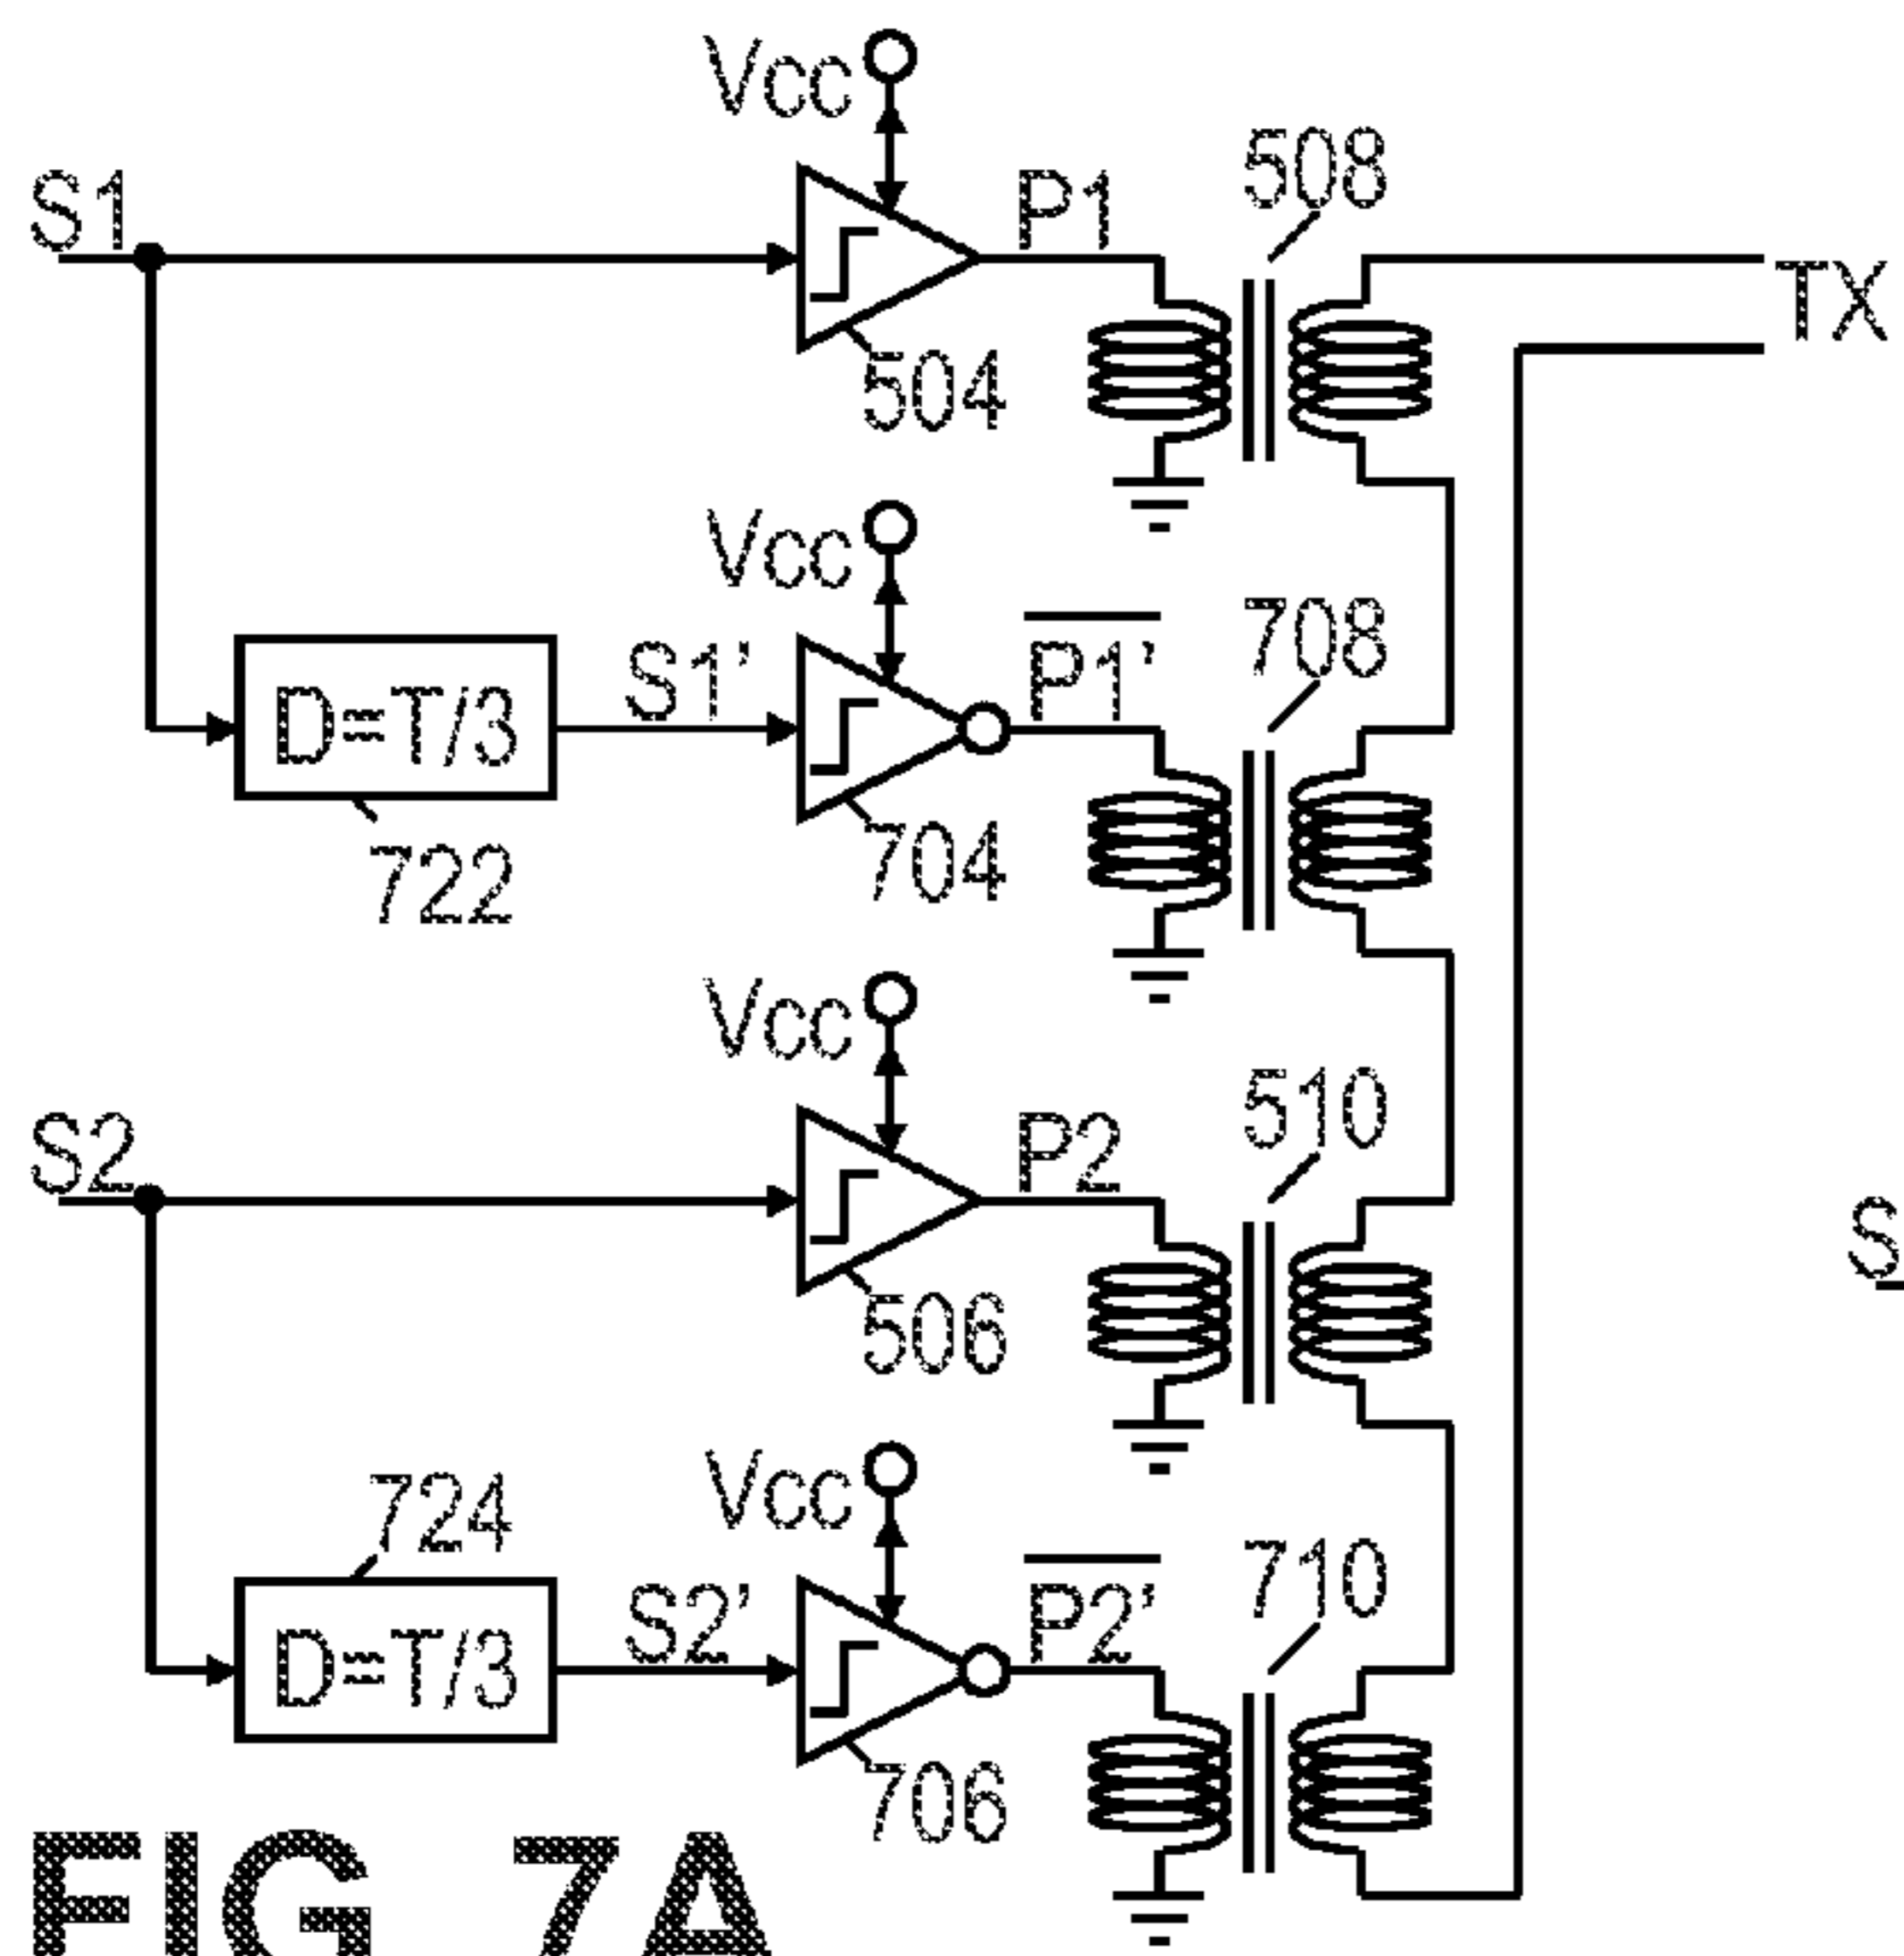 Vcc
508
S1
P1
TX
504
Vcc
708
S1'
P1'
D=T/3
704
722
Vcc
510
S2
P2
S
506
Vcc
724
710
S2'
P2'
D=T/3
706
FIG 7A